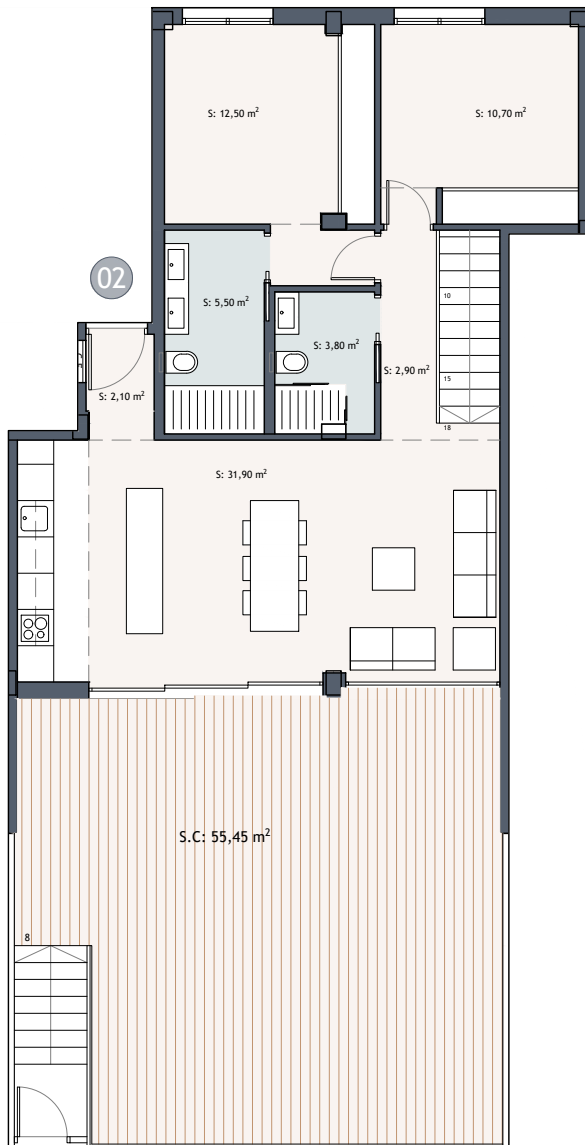 S: 12,50 m²
S: 10,70 m²
02
S: 5,50 m²
10
S: 3,80 m²
S: 2,90 m²
15
S: 2,10 m²
18
S: 31,90 m²
S.C: 55,45 m²
8